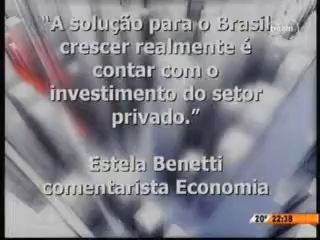 "A solução para o Brasil
crescer realmente é
contar com o
investimento do setor
privado."
Estela Benetti
comentarista Economia
20° 22:38